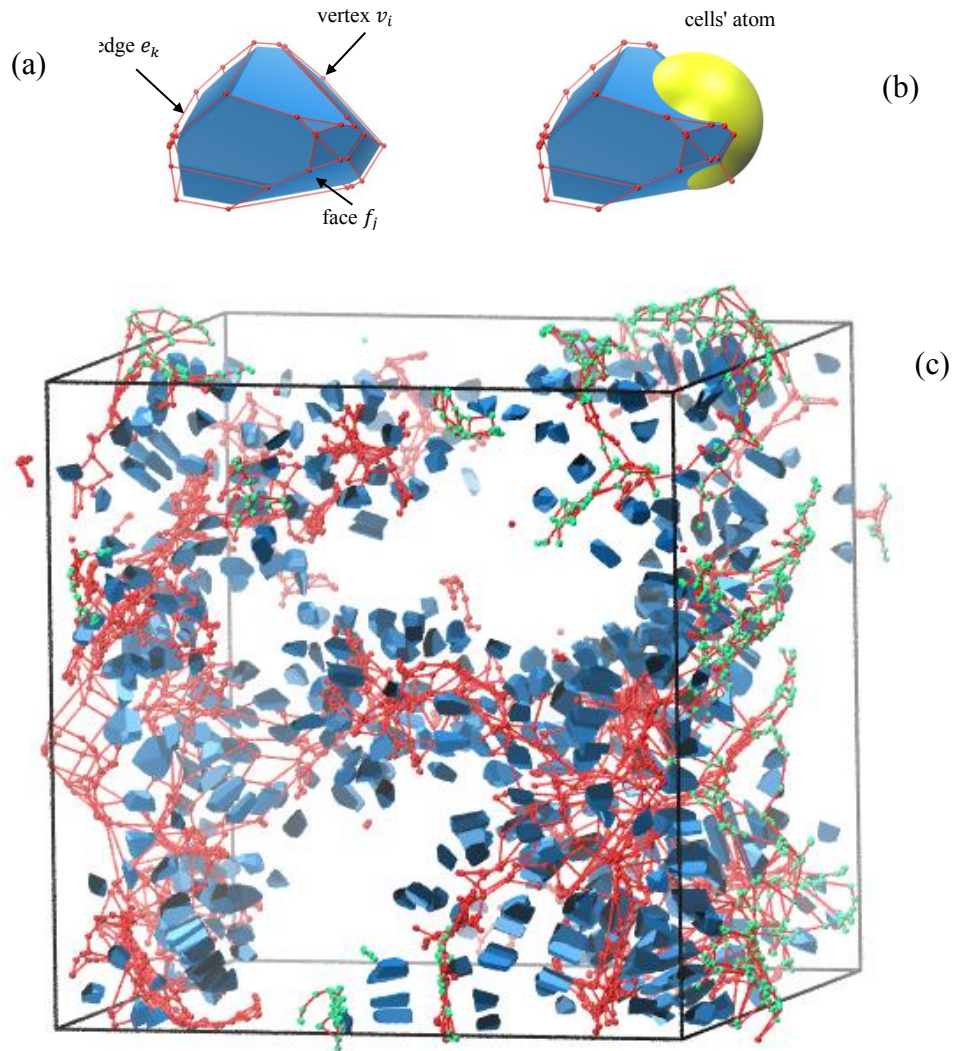 (a)
edge e_k
vertex v_i
face f_j
cells' atom
(b)
(c)